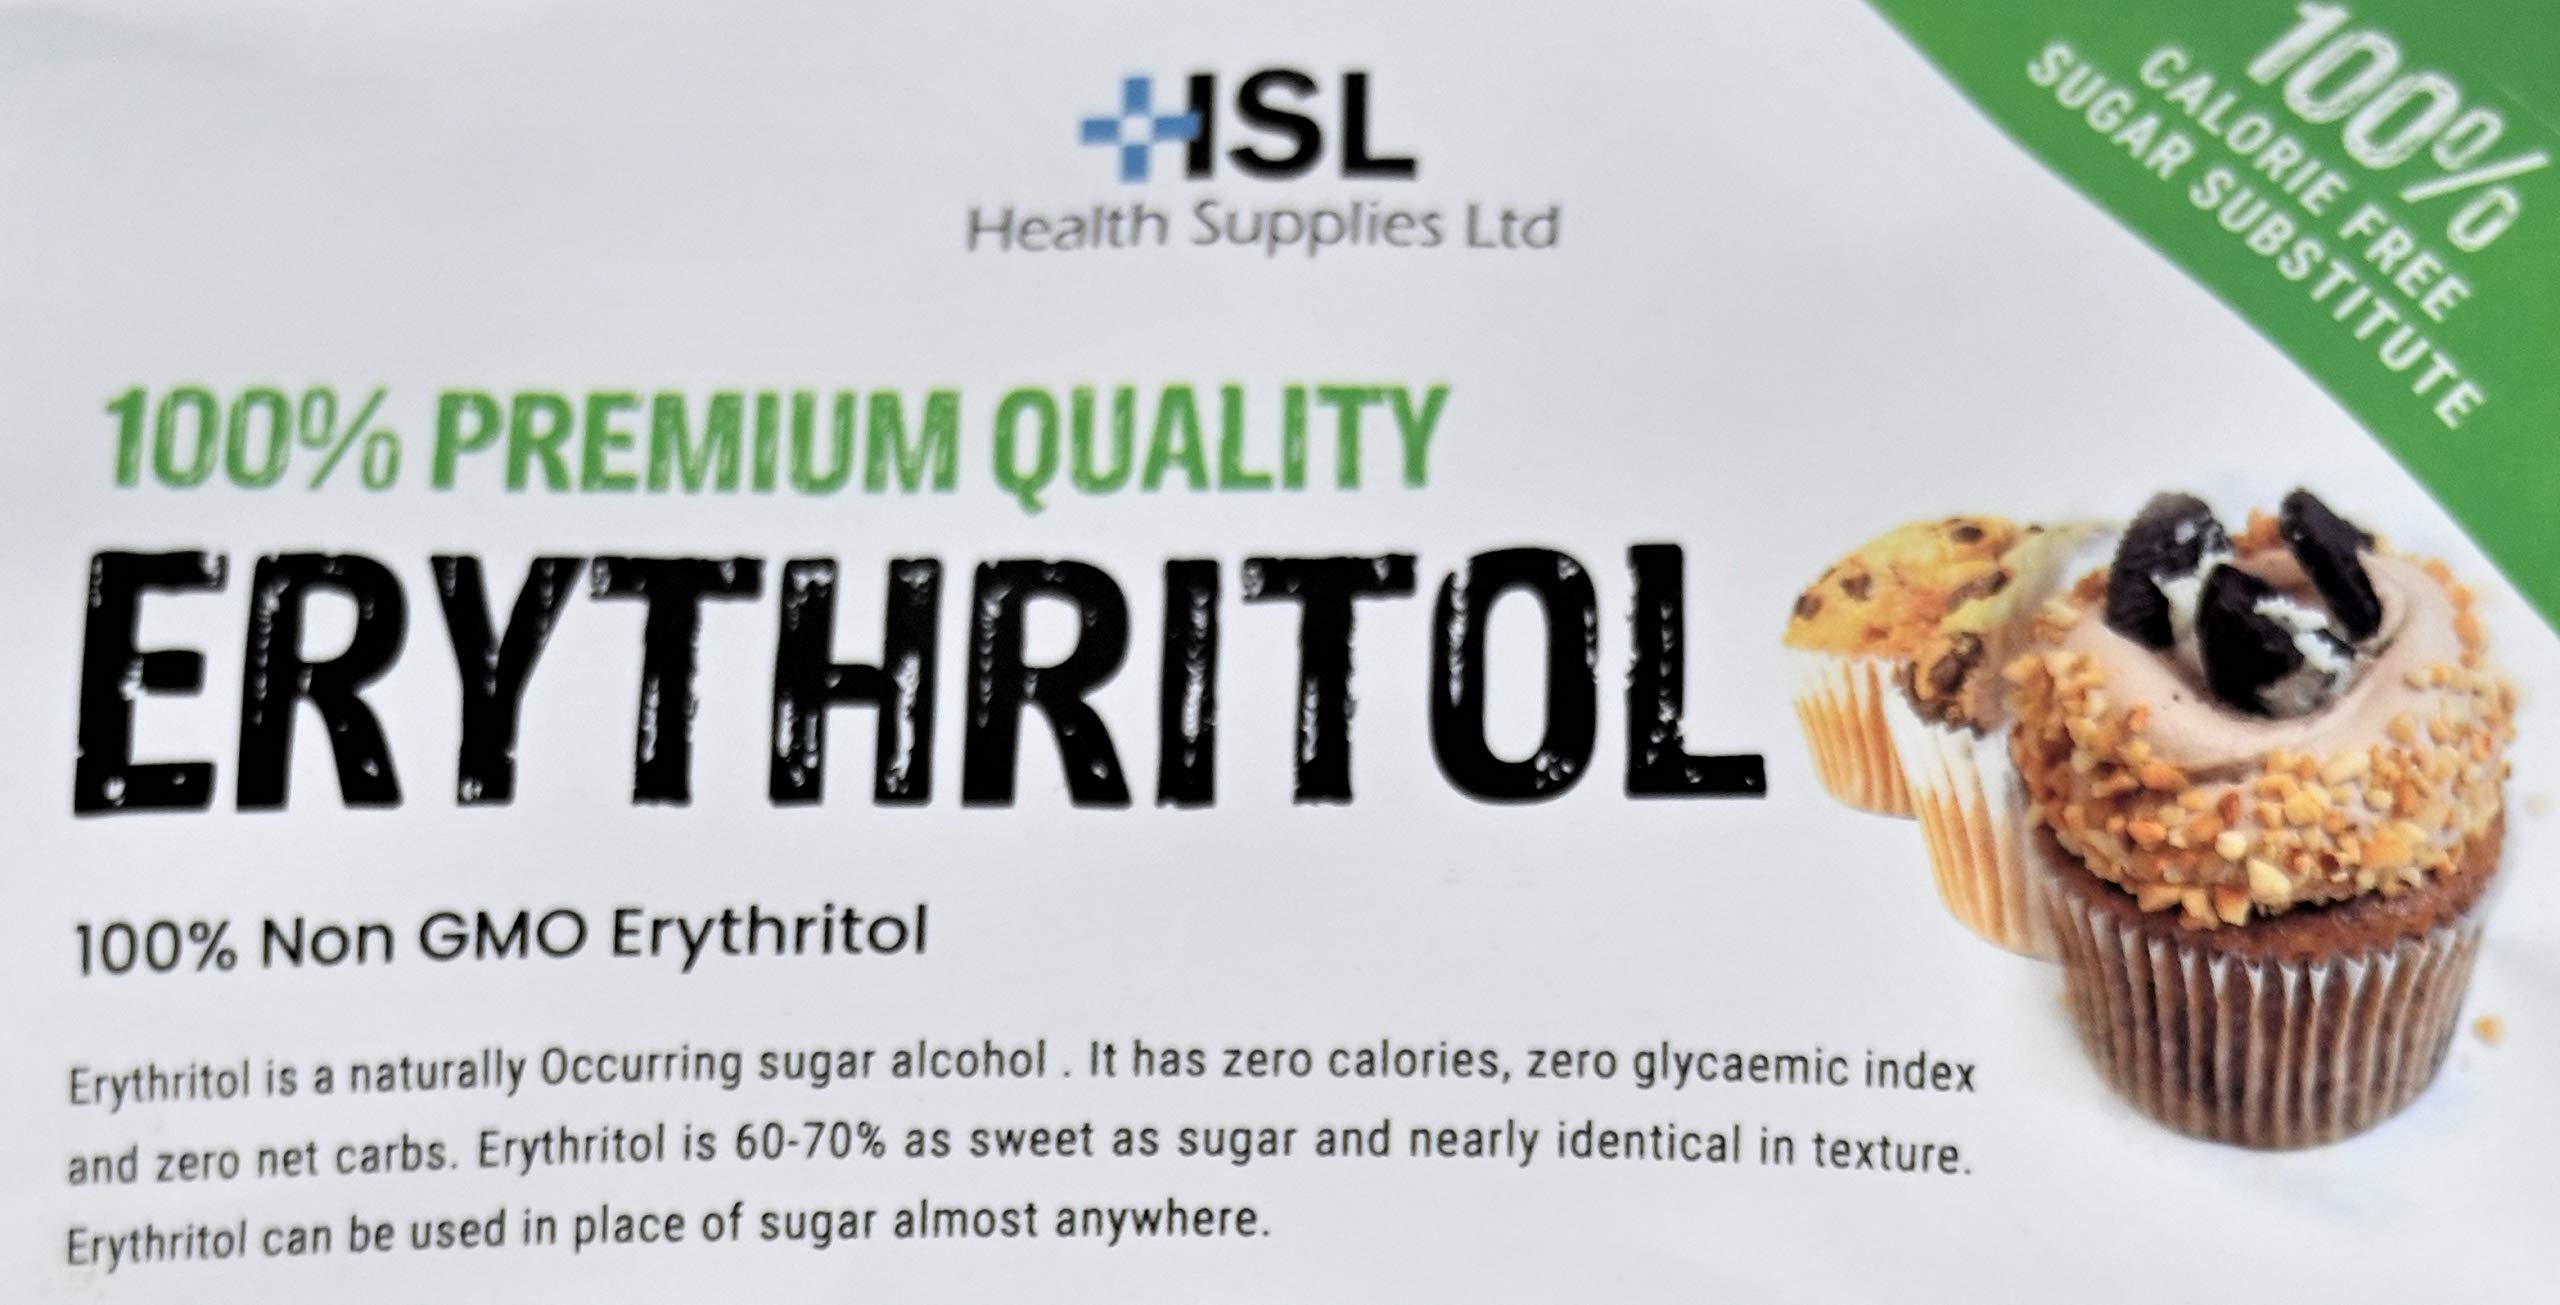 HSL
Health Supplies Ltd
100%
CALORIE FREE
SUGAR SUBSTITUTE
100% PREMIUM QUALITY
ERYTHRITOL
100% Non GMO Erythritol
Erythritol is a naturally Occurring sugar alcohol . It has zero calories, zero glycaemic index
and zero net carbs. Erythritol is 60-70% as sweet as sugar and nearly identical in texture.
Erythritol can be used in place of sugar almost anywhere.